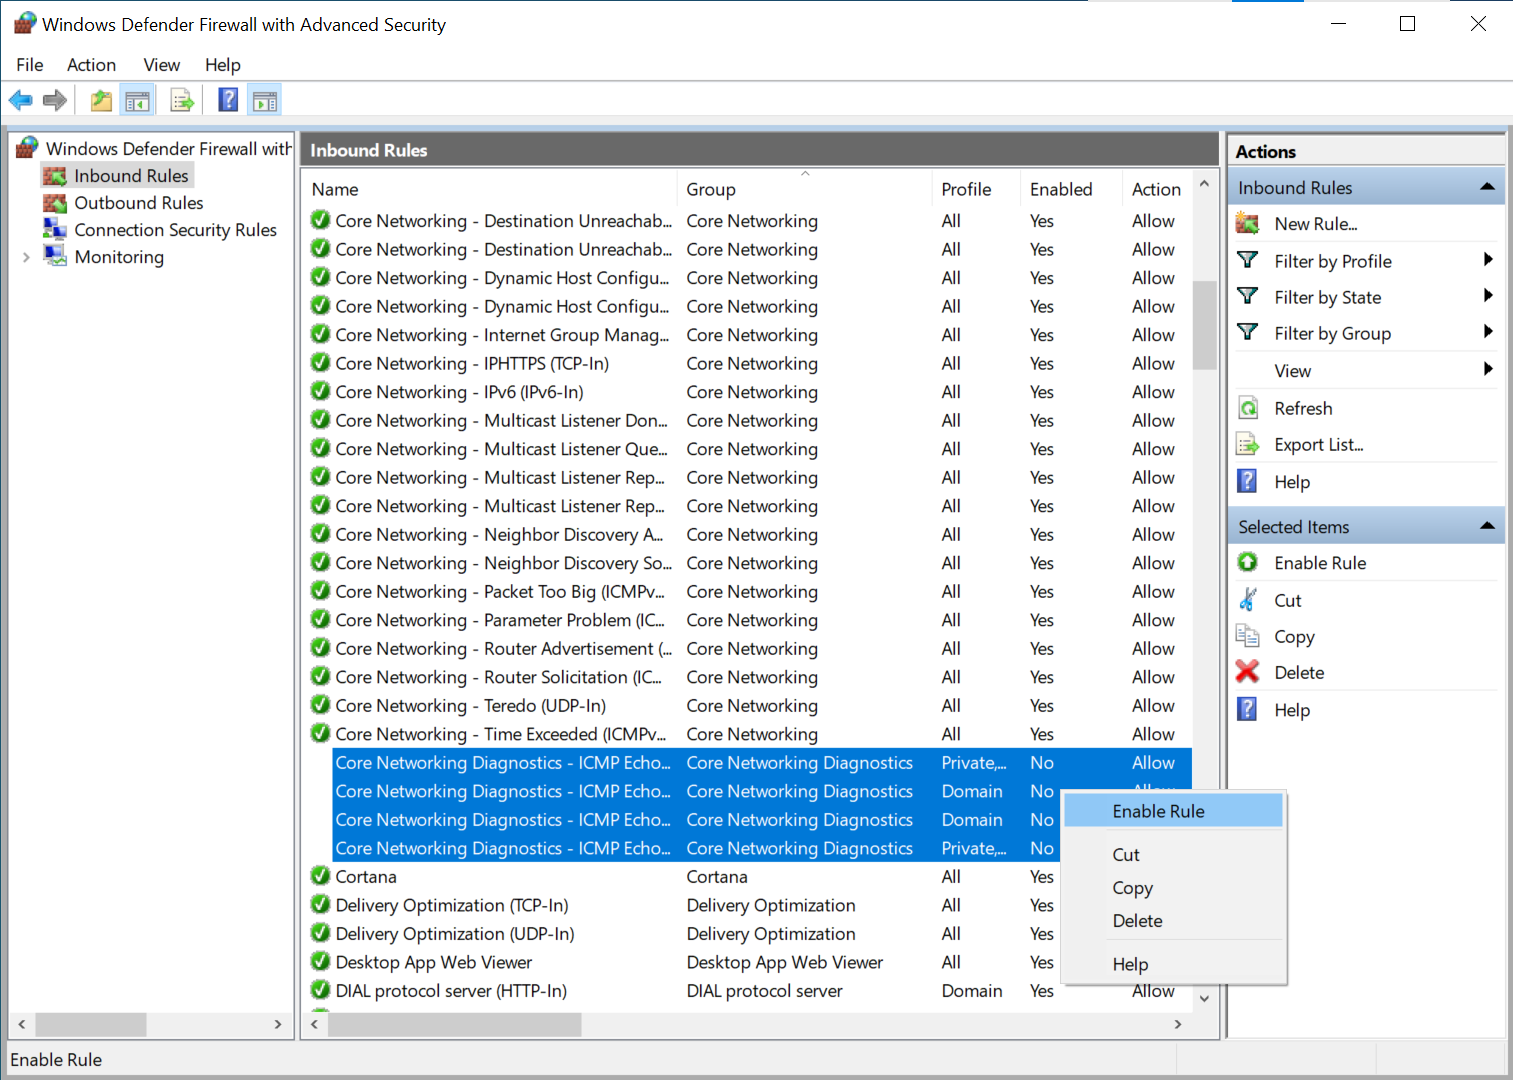 Windows Defender Firewall with Advanced Security
File Action View Help
Windows Defender Firewall with
Inbound Rules
Outbound Rules
Connection Security Rules
Monitoring
Inbound Rules
Name Group Profile Enabled Action
Core Networking - Destination Unreachab... Core Networking All Yes Allow
Core Networking - Destination Unreachab... Core Networking All Yes Allow
Core Networking - Dynamic Host Configu... Core Networking All Yes Allow
Core Networking - Dynamic Host Configu... Core Networking All Yes Allow
Core Networking - Internet Group Manag... Core Networking All Yes Allow
Core Networking - IPHTTPS (TCP-In) Core Networking All Yes Allow
Core Networking - IPv6 (IPv6-In) Core Networking All Yes Allow
Core Networking - Multicast Listener Don... Core Networking All Yes Allow
Core Networking - Multicast Listener Que... Core Networking All Yes Allow
Core Networking - Multicast Listener Rep... Core Networking All Yes Allow
Core Networking - Multicast Listener Rep... Core Networking All Yes Allow
Core Networking - Neighbor Discovery A... Core Networking All Yes Allow
Core Networking - Neighbor Discovery So... Core Networking All Yes Allow
Core Networking - Packet Too Big (ICMPv... Core Networking All Yes Allow
Core Networking - Parameter Problem (IC... Core Networking All Yes Allow
Core Networking - Router Advertisement (... Core Networking All Yes Allow
Core Networking - Router Solicitation (IC... Core Networking All Yes Allow
Core Networking - Teredo (UDP-In) Core Networking All Yes Allow
Core Networking - Time Exceeded (ICMPv... Core Networking All Yes Allow
Core Networking Diagnostics - ICMP Echo... Core Networking Diagnostics Private,... No Allow
Core Networking Diagnostics - ICMP Echo... Core Networking Diagnostics Domain No Allow
Core Networking Diagnostics - ICMP Echo... Core Networking Diagnostics Domain No
Core Networking Diagnostics - ICMP Echo... Core Networking Diagnostics Private,... No
Cortana Cortana All Yes
Delivery Optimization (TCP-In) Delivery Optimization All Yes
Delivery Optimization (UDP-In) Delivery Optimization All Yes
Desktop App Web Viewer Desktop App Web Viewer All Yes
DIAL protocol server (HTTP-In) DIAL protocol server Domain Yes Allow
Enable Rule
Cut
Copy
Delete
Help
Actions
Inbound Rules
New Rule...
Filter by Profile
Filter by State
Filter by Group
View
Refresh
Export List...
Help
Selected Items
Enable Rule
Cut
Copy
Delete
Help
Enable Rule